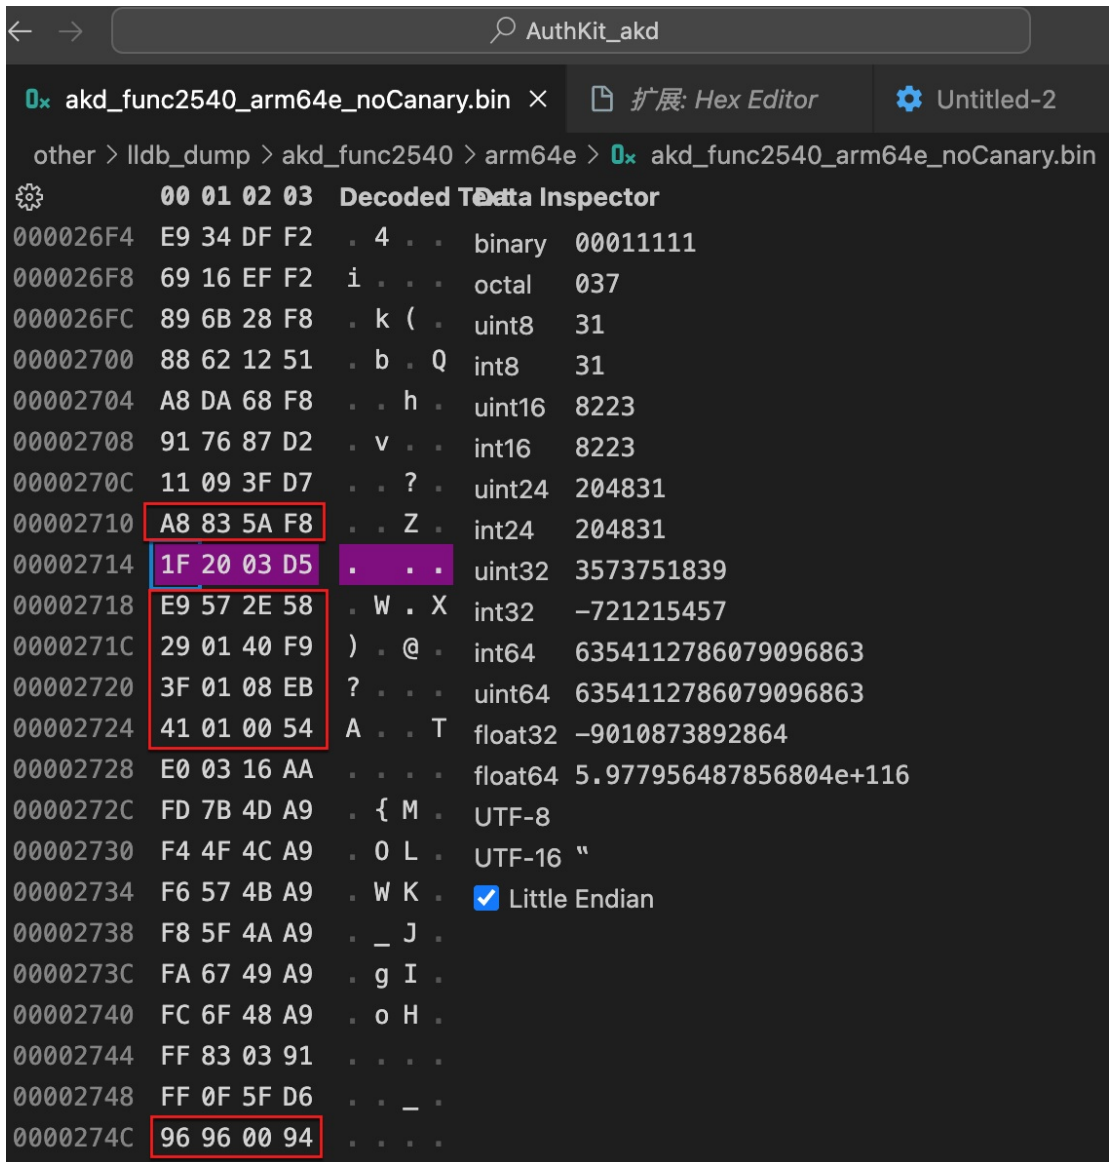 AuthKit_akd
0x akd_func2540_arm64e_noCanary.bin × 扩展: Hex Editor Untitled-2
other > lldb_dump > akd_func2540 > arm64e > 0x akd_func2540_arm64e_noCanary.bin
00 01 02 03 Decoded Text Data Inspector
000026F4 E9 34 DF F2 . 4 . . binary 00011111
000026F8 69 16 EF F2 i . . . octal 037
000026FC 89 6B 28 F8 . k ( . uint8 31
00002700 88 62 12 51 . b . Q int8 31
00002704 A8 DA 68 F8 . . h . uint16 8223
00002708 91 76 87 D2 . v . . int16 8223
0000270C 11 09 3F D7 . . ? . uint24 204831
00002710 A8 83 5A F8 . . Z . int24 204831
00002714 1F 20 03 D5 .   . . uint32 3573751839
00002718 E9 57 2E 58 . W . X int32 -721215457
0000271C 29 01 40 F9 ) . @ . int64 6354112786079096863
00002720 3F 01 08 EB ? . . . uint64 6354112786079096863
00002724 41 01 00 54 A . . T float32 -9010873892864
00002728 E0 03 16 AA . . . . float64 5.977956487856804e+116
0000272C FD 7B 4D A9 . { M . UTF-8
00002730 F4 4F 4C A9 . O L . UTF-16 ‟
00002734 F6 57 4B A9 . W K . Little Endian
00002738 F8 5F 4A A9 . _ J .
0000273C FA 67 49 A9 . g I .
00002740 FC 6F 48 A9 . o H .
00002744 FF 83 03 91 . . . .
00002748 FF 0F 5F D6 . . _ .
0000274C 96 96 00 94 . . . .